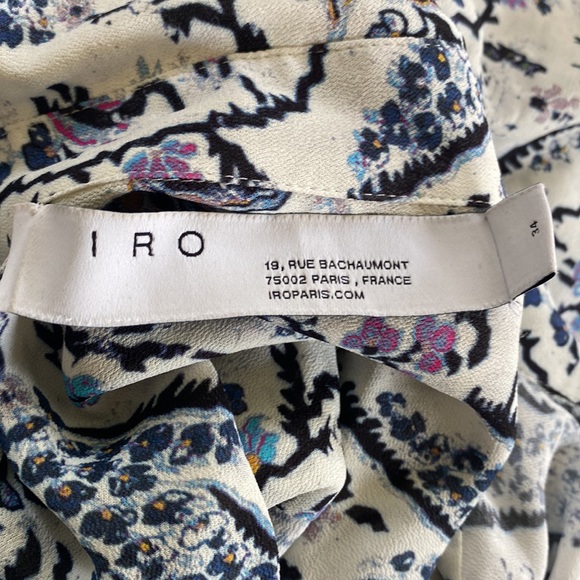 IRO
19, RUE BACHAUMONT
75002 PARIS , FRANCE
IROPARIS.COM
34